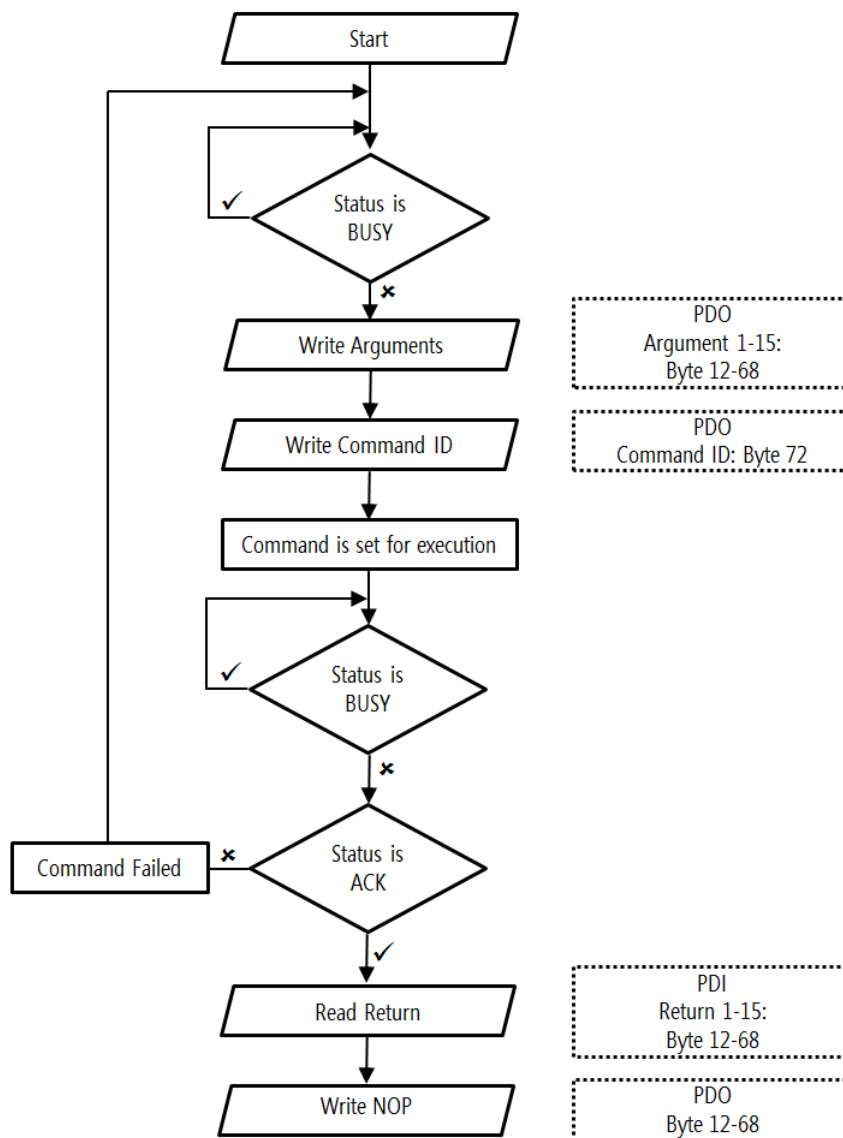 Start
Status is
BUSY
✓
×
Write Arguments
PDO
Argument 1-15:
Byte 12-68
Write Command ID
PDO
Command ID: Byte 72
Command is set for execution
Status is
BUSY
✓
×
Command Failed
×
Status is
ACK
✓
Read Return
PDI
Return 1-15:
Byte 12-68
Write NOP
PDO
Byte 12-68